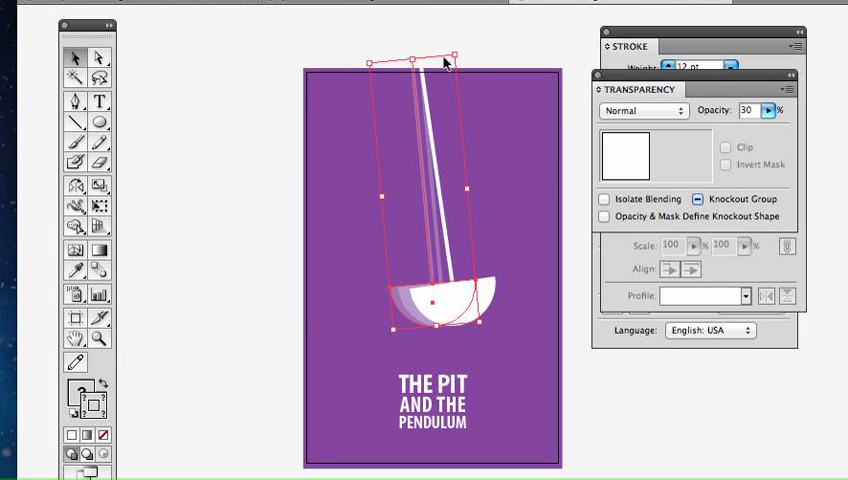 STROKE
Weight: 12 pt
TRANSPARENCY
Normal
Opacity: 30 %
Clip
Invert Mask
Isolate Blending
Knockout Group
Opacity & Mask Define Knockout Shape
Scale: 100 % 100 %
Align:
Profile:
Language: English: USA
T
?
THE PIT
AND THE
PENDULUM